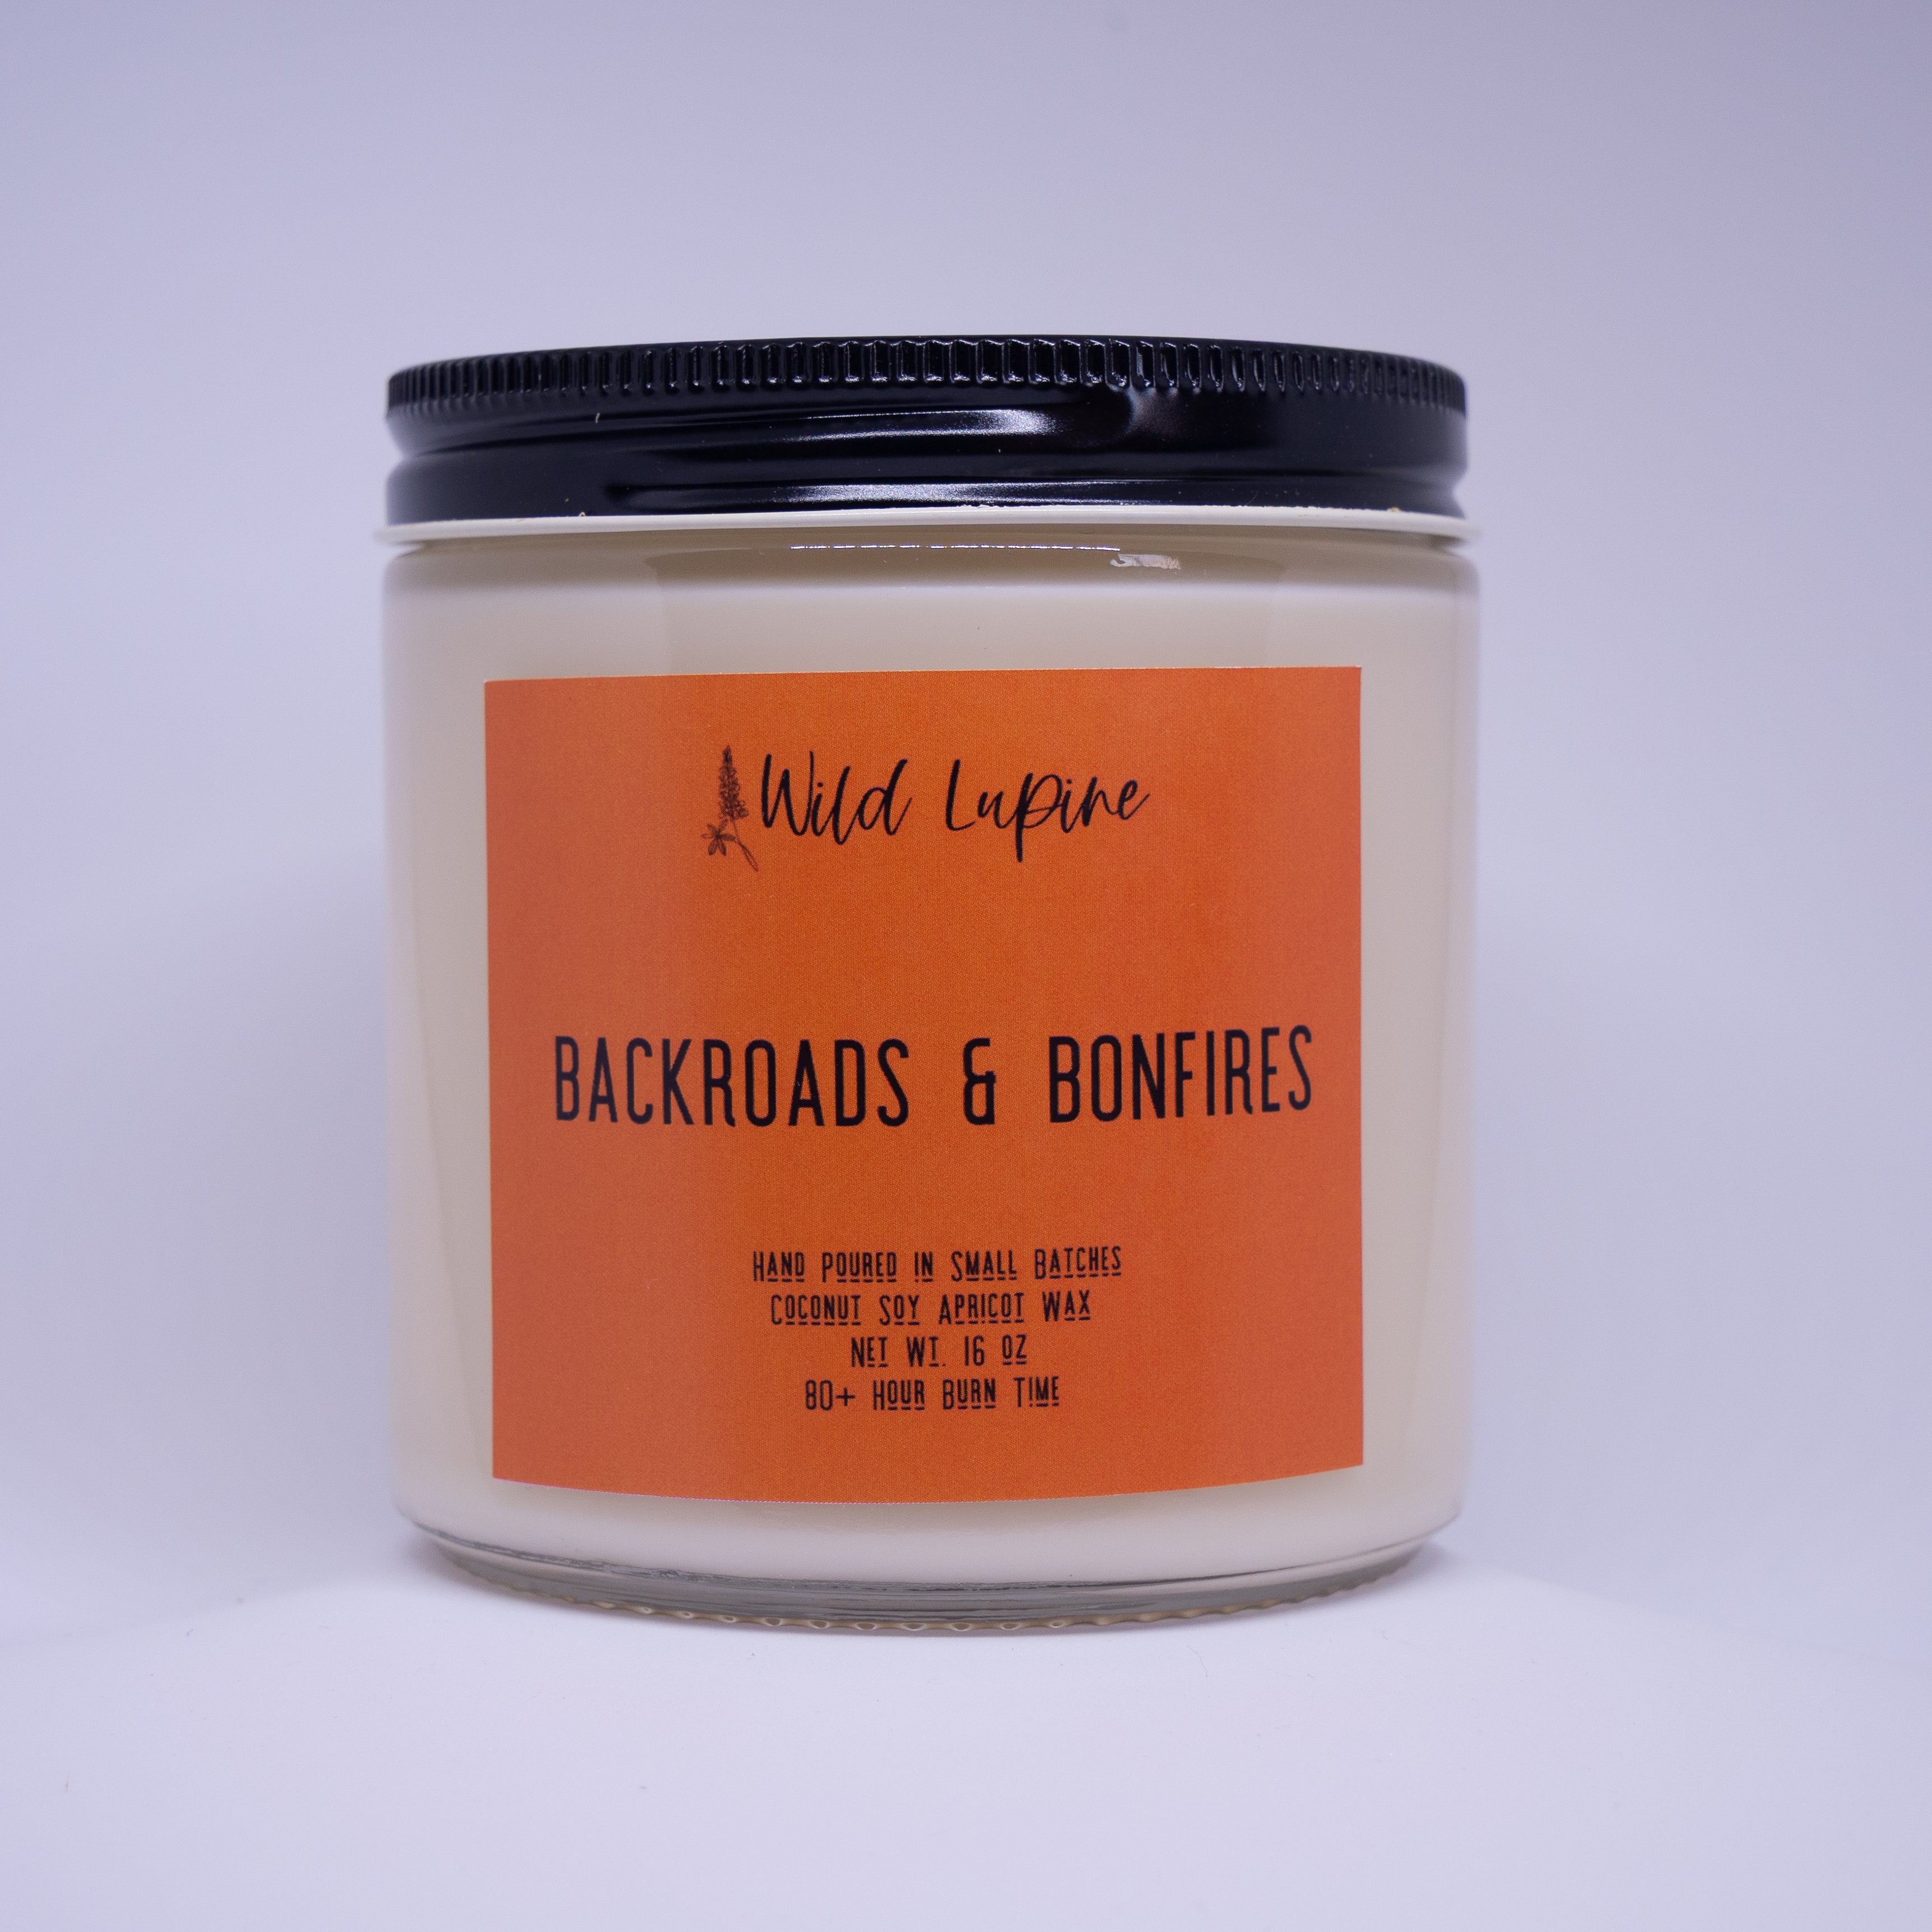 Wild Lupine
BACKROADS & BONFIRES
HAND POURED IN SMALL BATCHES
COCONUT SOY APRICOT WAX
NET WT. 16 OZ
80+ HOUR BURN TIME